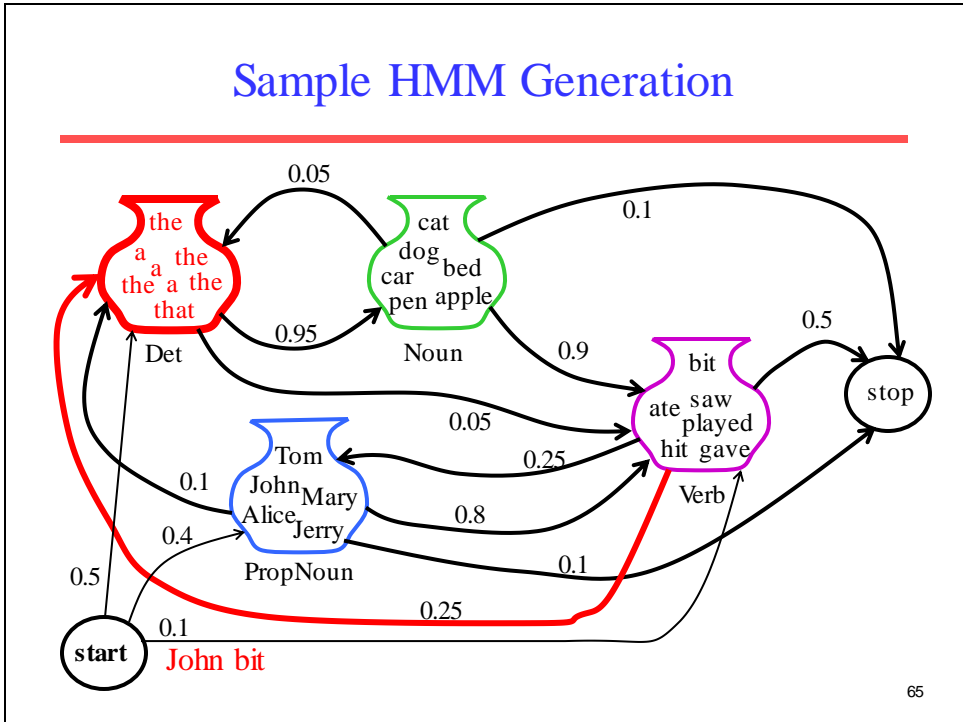 Sample HMM Generation
0.05
the
a the
a
the a the
that
Det
0.95
cat
dog
car bed
pen apple
Noun
0.1
0.9
0.5
bit
ate saw
played
hit gave
Verb
stop
0.05
0.25
0.8
0.1
Tom
John Mary
Alice
Jerry
PropNoun
0.1
0.4
0.5
0.25
0.1
start
John bit
65